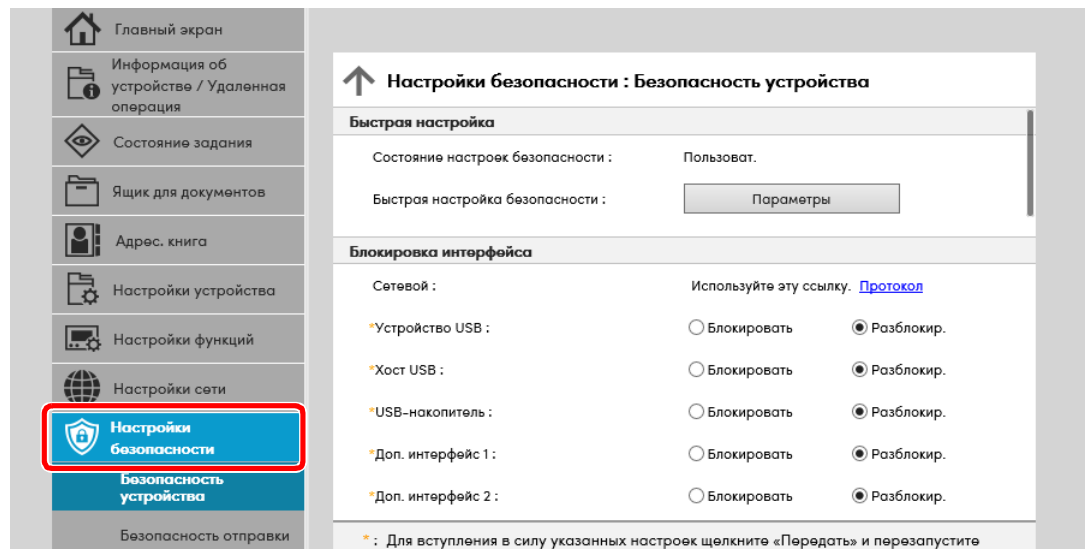 Главный экран
Информация об
устройстве / Удаленная
операция
Состояние задания
Ящик для документов
Адрес. книга
Настройки устройства
Настройки функций
Настройки сети
Настройки
безопасности
Безопасность
устройства
Безопасность отправки
Настройки безопасности : Безопасность устройства
Быстрая настройка
Состояние настроек безопасности : Пользоват.
Быстрая настройка безопасности : Параметры
Блокировка интерфейса
Сетевой : Используйте эту ссылку. Протокол
*Устройство USB : Блокировать Разблокир.
*Хост USB : Блокировать Разблокир.
*USB-накопитель : Блокировать Разблокир.
*Доп. интерфейс 1 : Блокировать Разблокир.
*Доп. интерфейс 2 : Блокировать Разблокир.
* : Для вступления в силу указанных настроек щелкните «Передать» и перезапустите